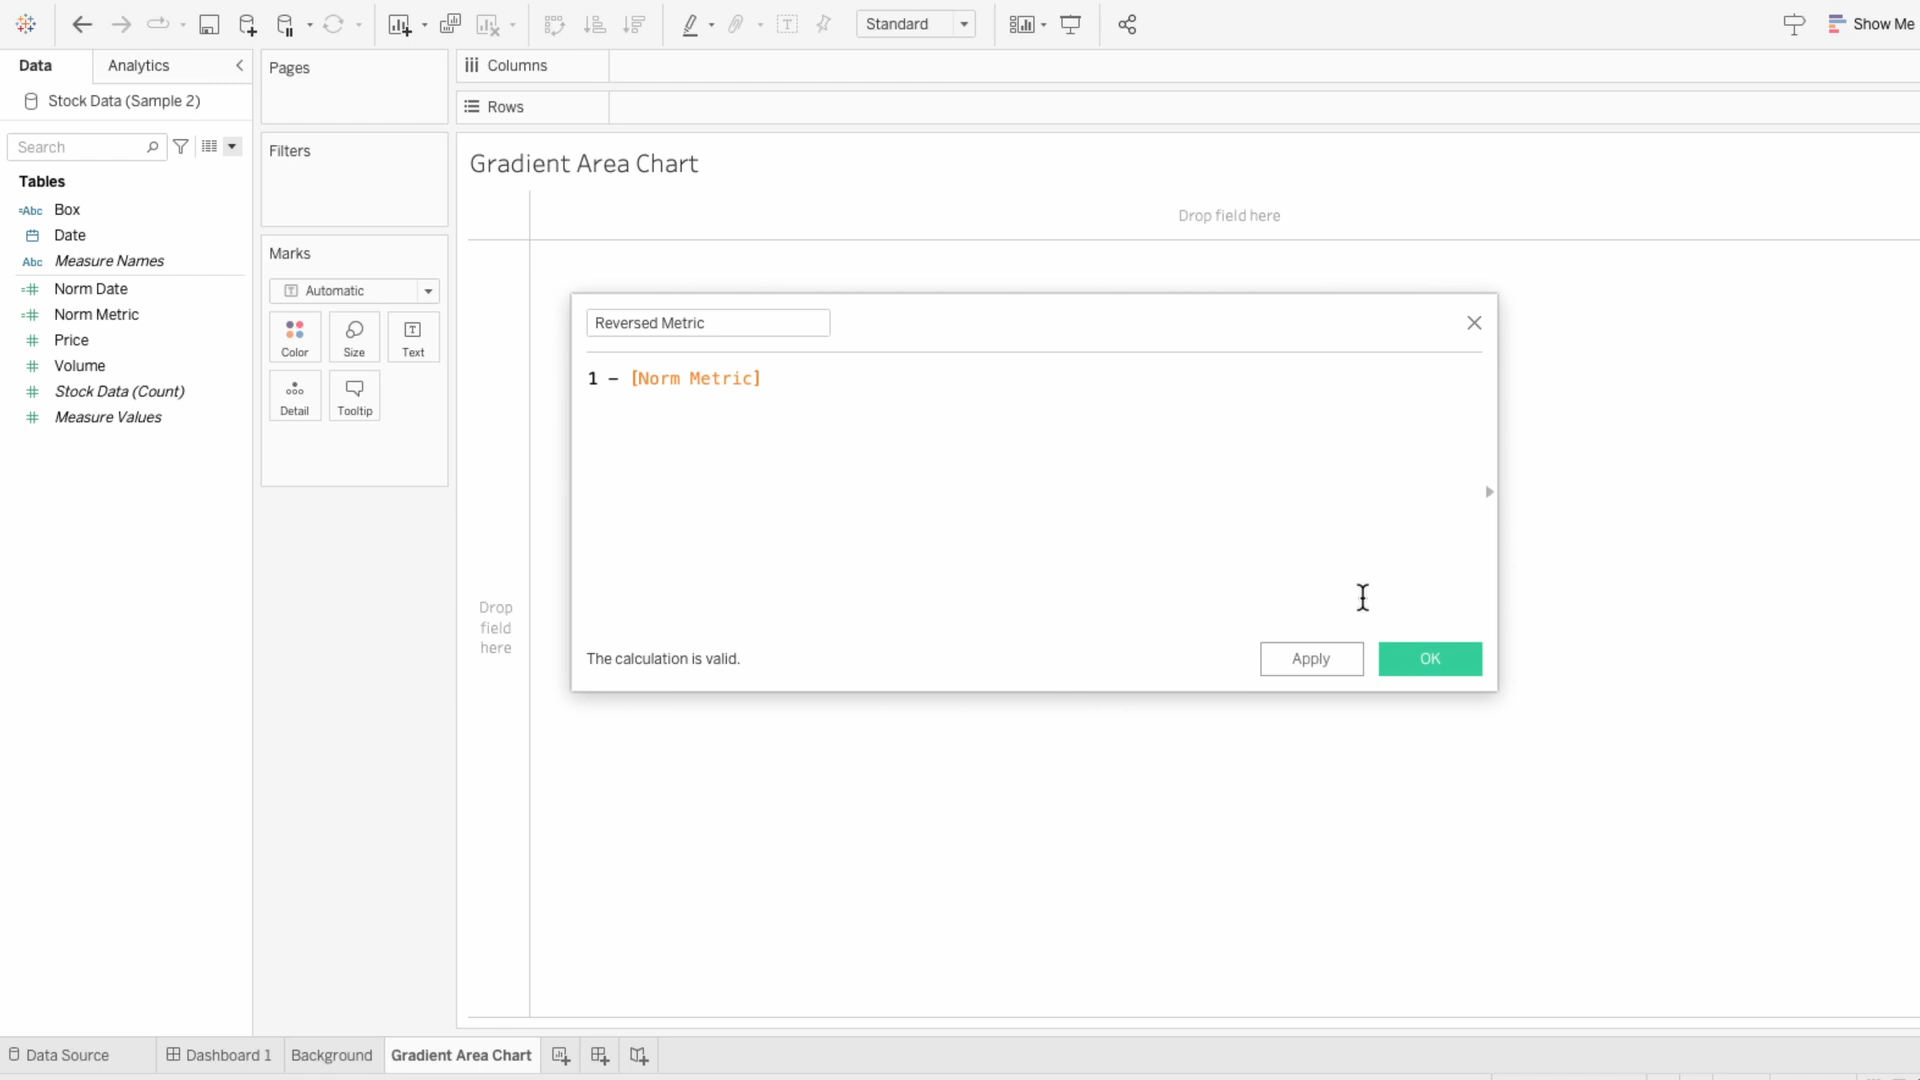 Standard
Show Me
Data
Analytics
Pages
Columns
Stock Data (Sample 2)
Rows
Search
Filters
Gradient Area Chart
Tables
Abc Box
Date
Abc Measure Names
Norm Date
Norm Metric
Price
Volume
Stock Data (Count)
Measure Values
Marks
Automatic
Color
Size
Text
Detail
Tooltip
Drop field here
Reversed Metric
1 - [Norm Metric]
Drop
field
here
The calculation is valid.
Apply
OK
Data Source
Dashboard 1
Background
Gradient Area Chart